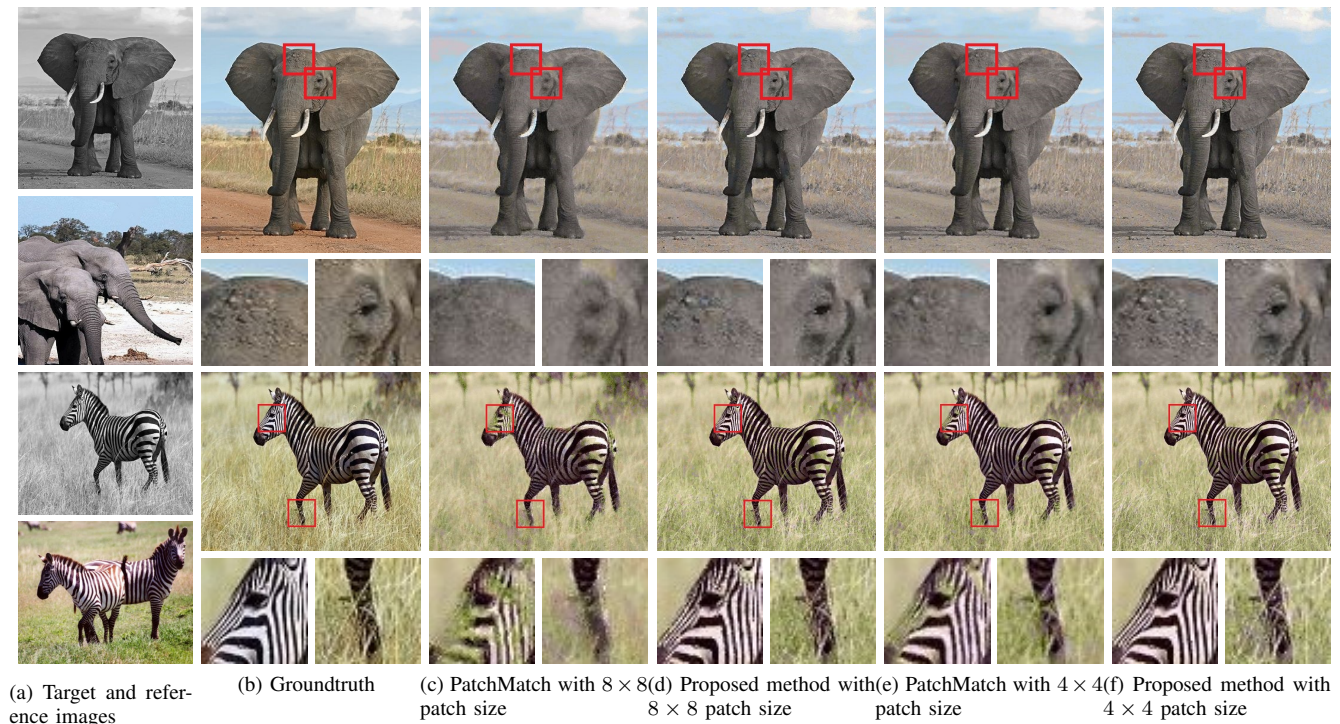 (a) Target and refer-
ence images
(b) Groundtruth
(c) PatchMatch with 8 × 8
patch size
(d) Proposed method with
8 × 8 patch size
(e) PatchMatch with 4 × 4
patch size
(f) Proposed method with
4 × 4 patch size